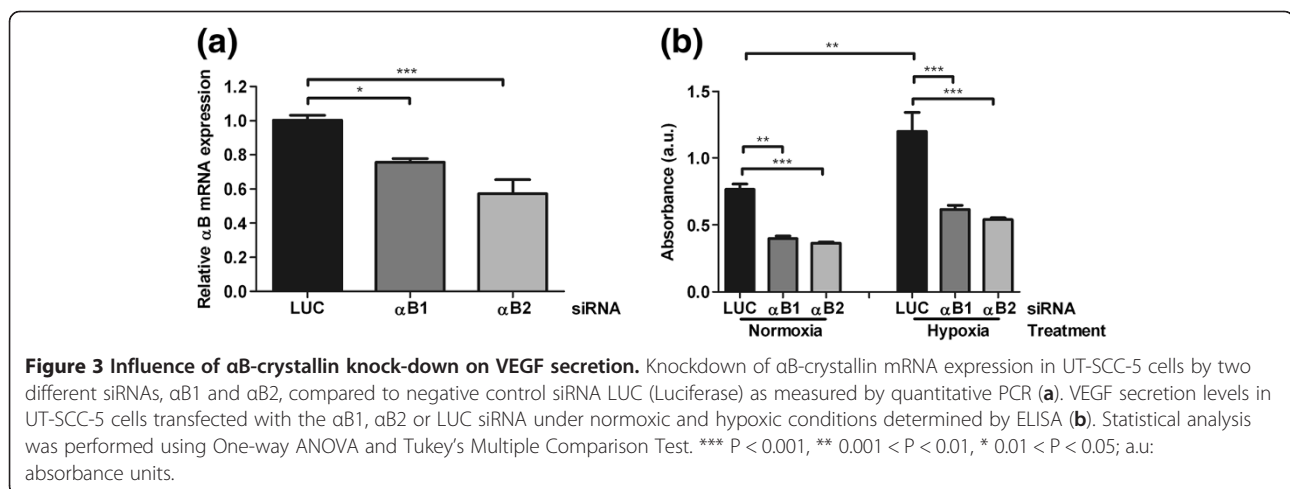 (a)
***
*
Relative αB mRNA expression
1.2
1.0
0.8
0.6
0.4
0.2
0.0
LUC αB1 αB2 siRNA
(b)
**
***
***
**
***
Absorbance (a.u.)
1.5
1.0
0.5
0.0
LUC αB1 αB2 LUC αB1 αB2 siRNA
Normoxia Hypoxia Treatment
Figure 3 Influence of αB-crystallin knock-down on VEGF secretion. Knockdown of αB-crystallin mRNA expression in UT-SCC-5 cells by two
different siRNAs, αB1 and αB2, compared to negative control siRNA LUC (Luciferase) as measured by quantitative PCR (a). VEGF secretion levels in
UT-SCC-5 cells transfected with the αB1, αB2 or LUC siRNA under normoxic and hypoxic conditions determined by ELISA (b). Statistical analysis
was performed using One-way ANOVA and Tukey's Multiple Comparison Test. *** P < 0.001, ** 0.001 < P < 0.01, * 0.01 < P < 0.05; a.u:
absorbance units.